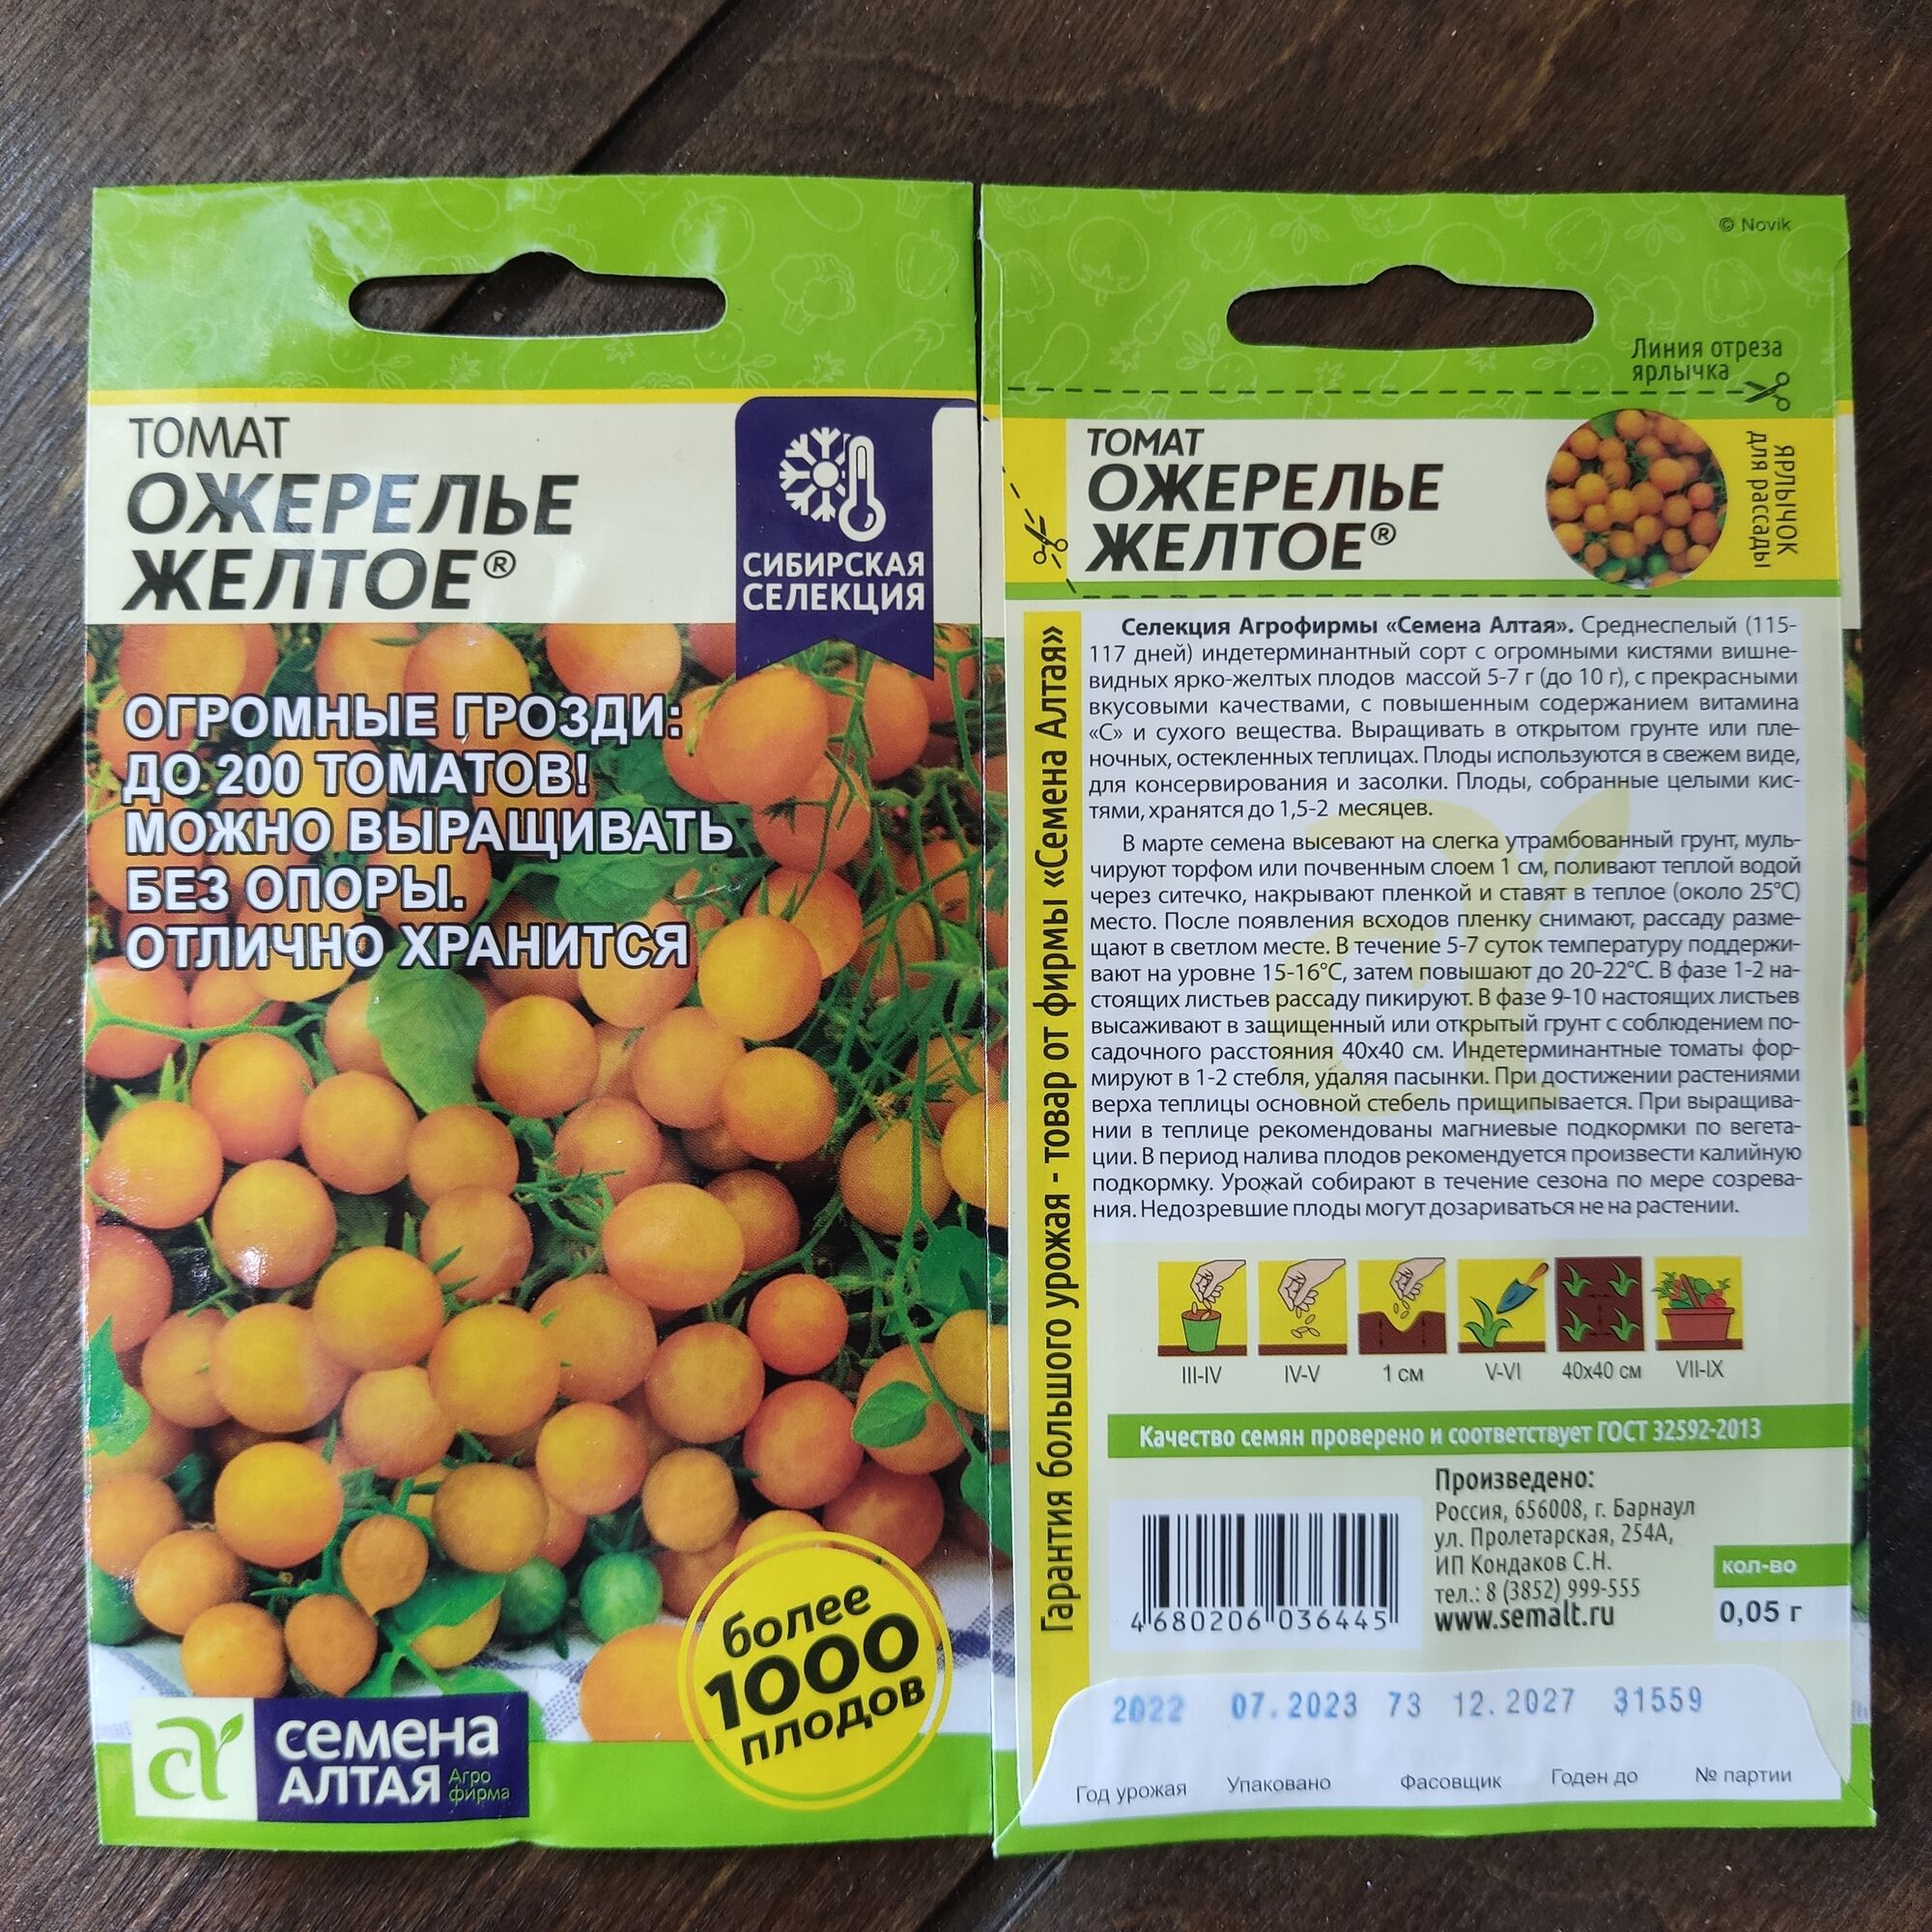 ТОМАТ
ОЖЕРЕЛЬЕ
ЖЕЛТОЕ®
СИБИРСКАЯ
СЕЛЕКЦИЯ
ОГРОМНЫЕ ГРОЗДИ:
ДО 200 ТОМАТОВ!
МОЖНО ВЫРАЩИВАТЬ
БЕЗ ОПОРЫ.
ОТЛИЧНО ХРАНИТСЯ
более
1000
плодов
семена
АЛТАЯ
Агро
фирма
© Novik
Линия отреза
ярлычка
ТОМАТ
ОЖЕРЕЛЬЕ
ЖЕЛТОЕ®
ЯРЛЫЧОК
для рассады
Гарантия большого урожая - товар от фирмы «Семена Алтая»
Селекция Агрофирмы «Семена Алтая». Среднеспелый (115-
117 дней) индетерминантный сорт с огромными кистями вишне-
видных ярко-желтых плодов массой 5-7 г (до 10 г), с прекрасными
вкусовыми качествами, с повышенным содержанием витамина
«С» и сухого вещества. Выращивать в открытом грунте или пле-
ночных, остекленных теплицах. Плоды используются в свежем виде,
для консервирования и засолки. Плоды, собранные целыми кис-
тями, хранятся до 1,5-2 месяцев.
В марте семена высевают на слегка утрамбованный грунт, муль-
чируют торфом или почвенным слоем 1 см, поливают теплой водой
через ситечко, накрывают пленкой и ставят в теплое (около 25°С)
место. После появления всходов пленку снимают, рассаду разме-
щают в светлом месте. В течение 5-7 суток температуру поддержи-
вают на уровне 15-16°С, затем повышают до 20-22°С. В фазе 1-2 на-
стоящих листьев рассаду пикируют. В фазе 9-10 настоящих листьев
высаживают в защищенный или открытый грунт с соблюдением по-
садочного расстояния 40х40 см. Индетерминантные томаты фор-
мируют в 1-2 стебля, удаляя пасынки. При достижении растениями
верха теплицы основной стебель прищипывается. При выращива-
нии в теплице рекомендованы магниевые подкормки по вегета-
ции. В период налива плодов рекомендуется произвести калийную
подкормку. Урожай собирают в течение сезона по мере созрева-
ния. Недозревшие плоды могут дозариваться не на растении.
III-IV IV-V 1 см V-VI 40х40 см VII-IX
Качество семян проверено и соответствует ГОСТ 32592-2013
Произведено:
Россия, 656008, г. Барнаул
ул. Пролетарская, 254А,
ИП Кондаков С.Н.
тел.: 8 (3852) 999-555
www.semalt.ru
4 680206 036445
кол-во
0,05 г
2022 07.2023 73 12.2027 31559
Год урожая Упаковано Фасовщик Годен до № партии